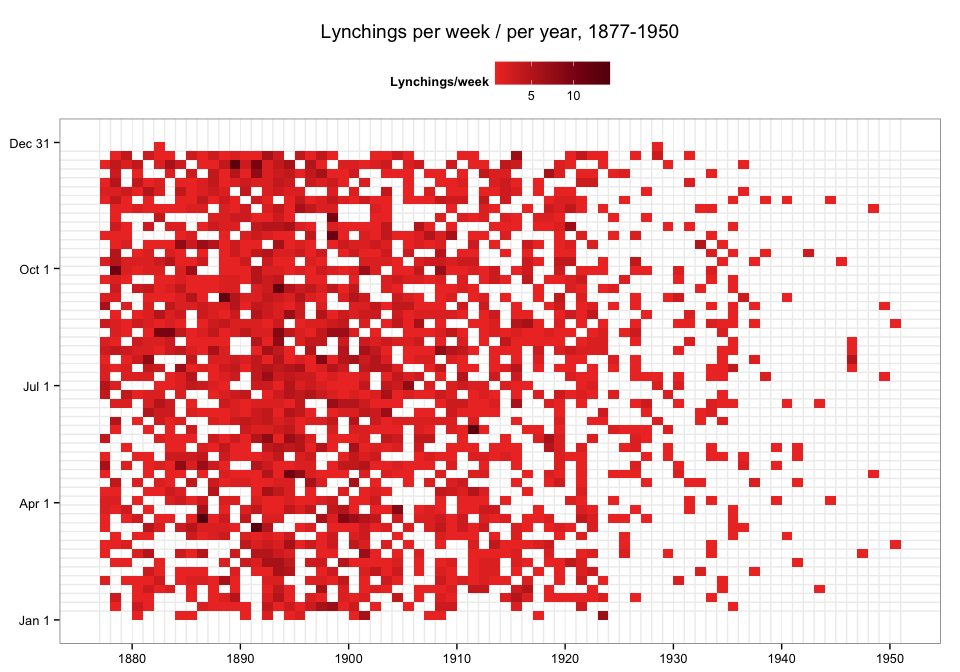 Lynchings per week / per year, 1877-1950
Lynchings/week
5 10
Dec 31
Oct 1
Jul 1
Apr 1
Jan 1
1880 1890 1900 1910 1920 1930 1940 1950